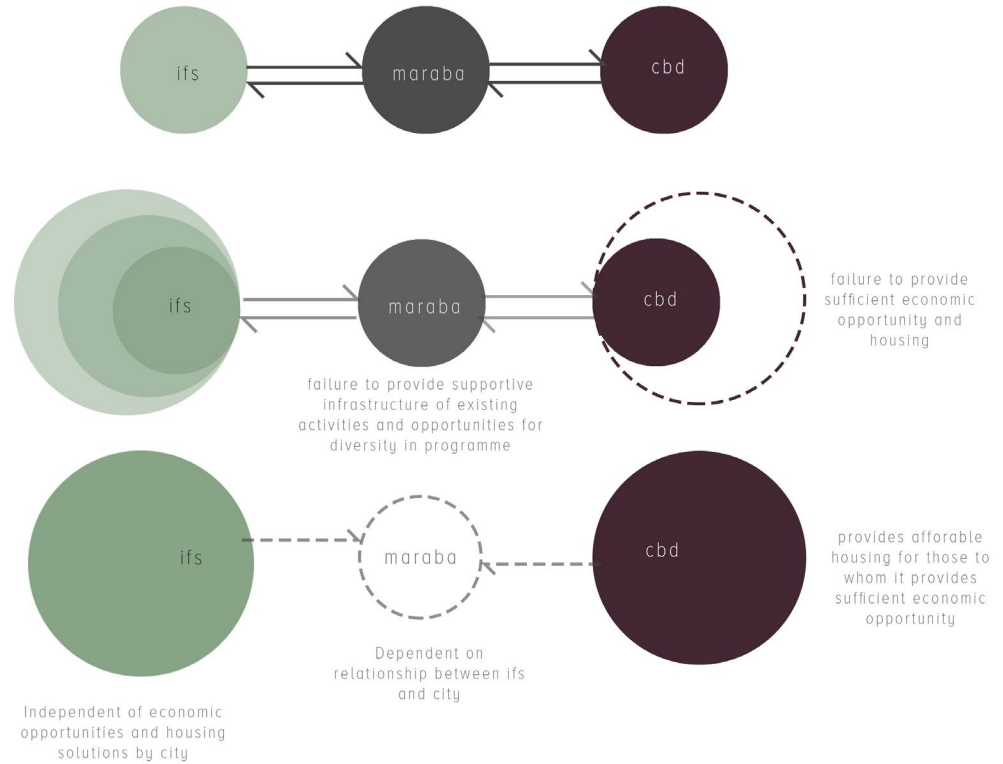 ifs
maraba
cbd
ifs
maraba
cbd
failure to provide
sufficient economic
opportunity and
housing
failure to provide supportive
infrastructure of existing
activities and opportunities for
diversity in programme
ifs
maraba
cbd
provides afforable
housing for those to
whom it provides
sufficient economic
opportunity
Dependent on
relationship between ifs
and city
Independent of economic
opportunities and housing
solutions by city